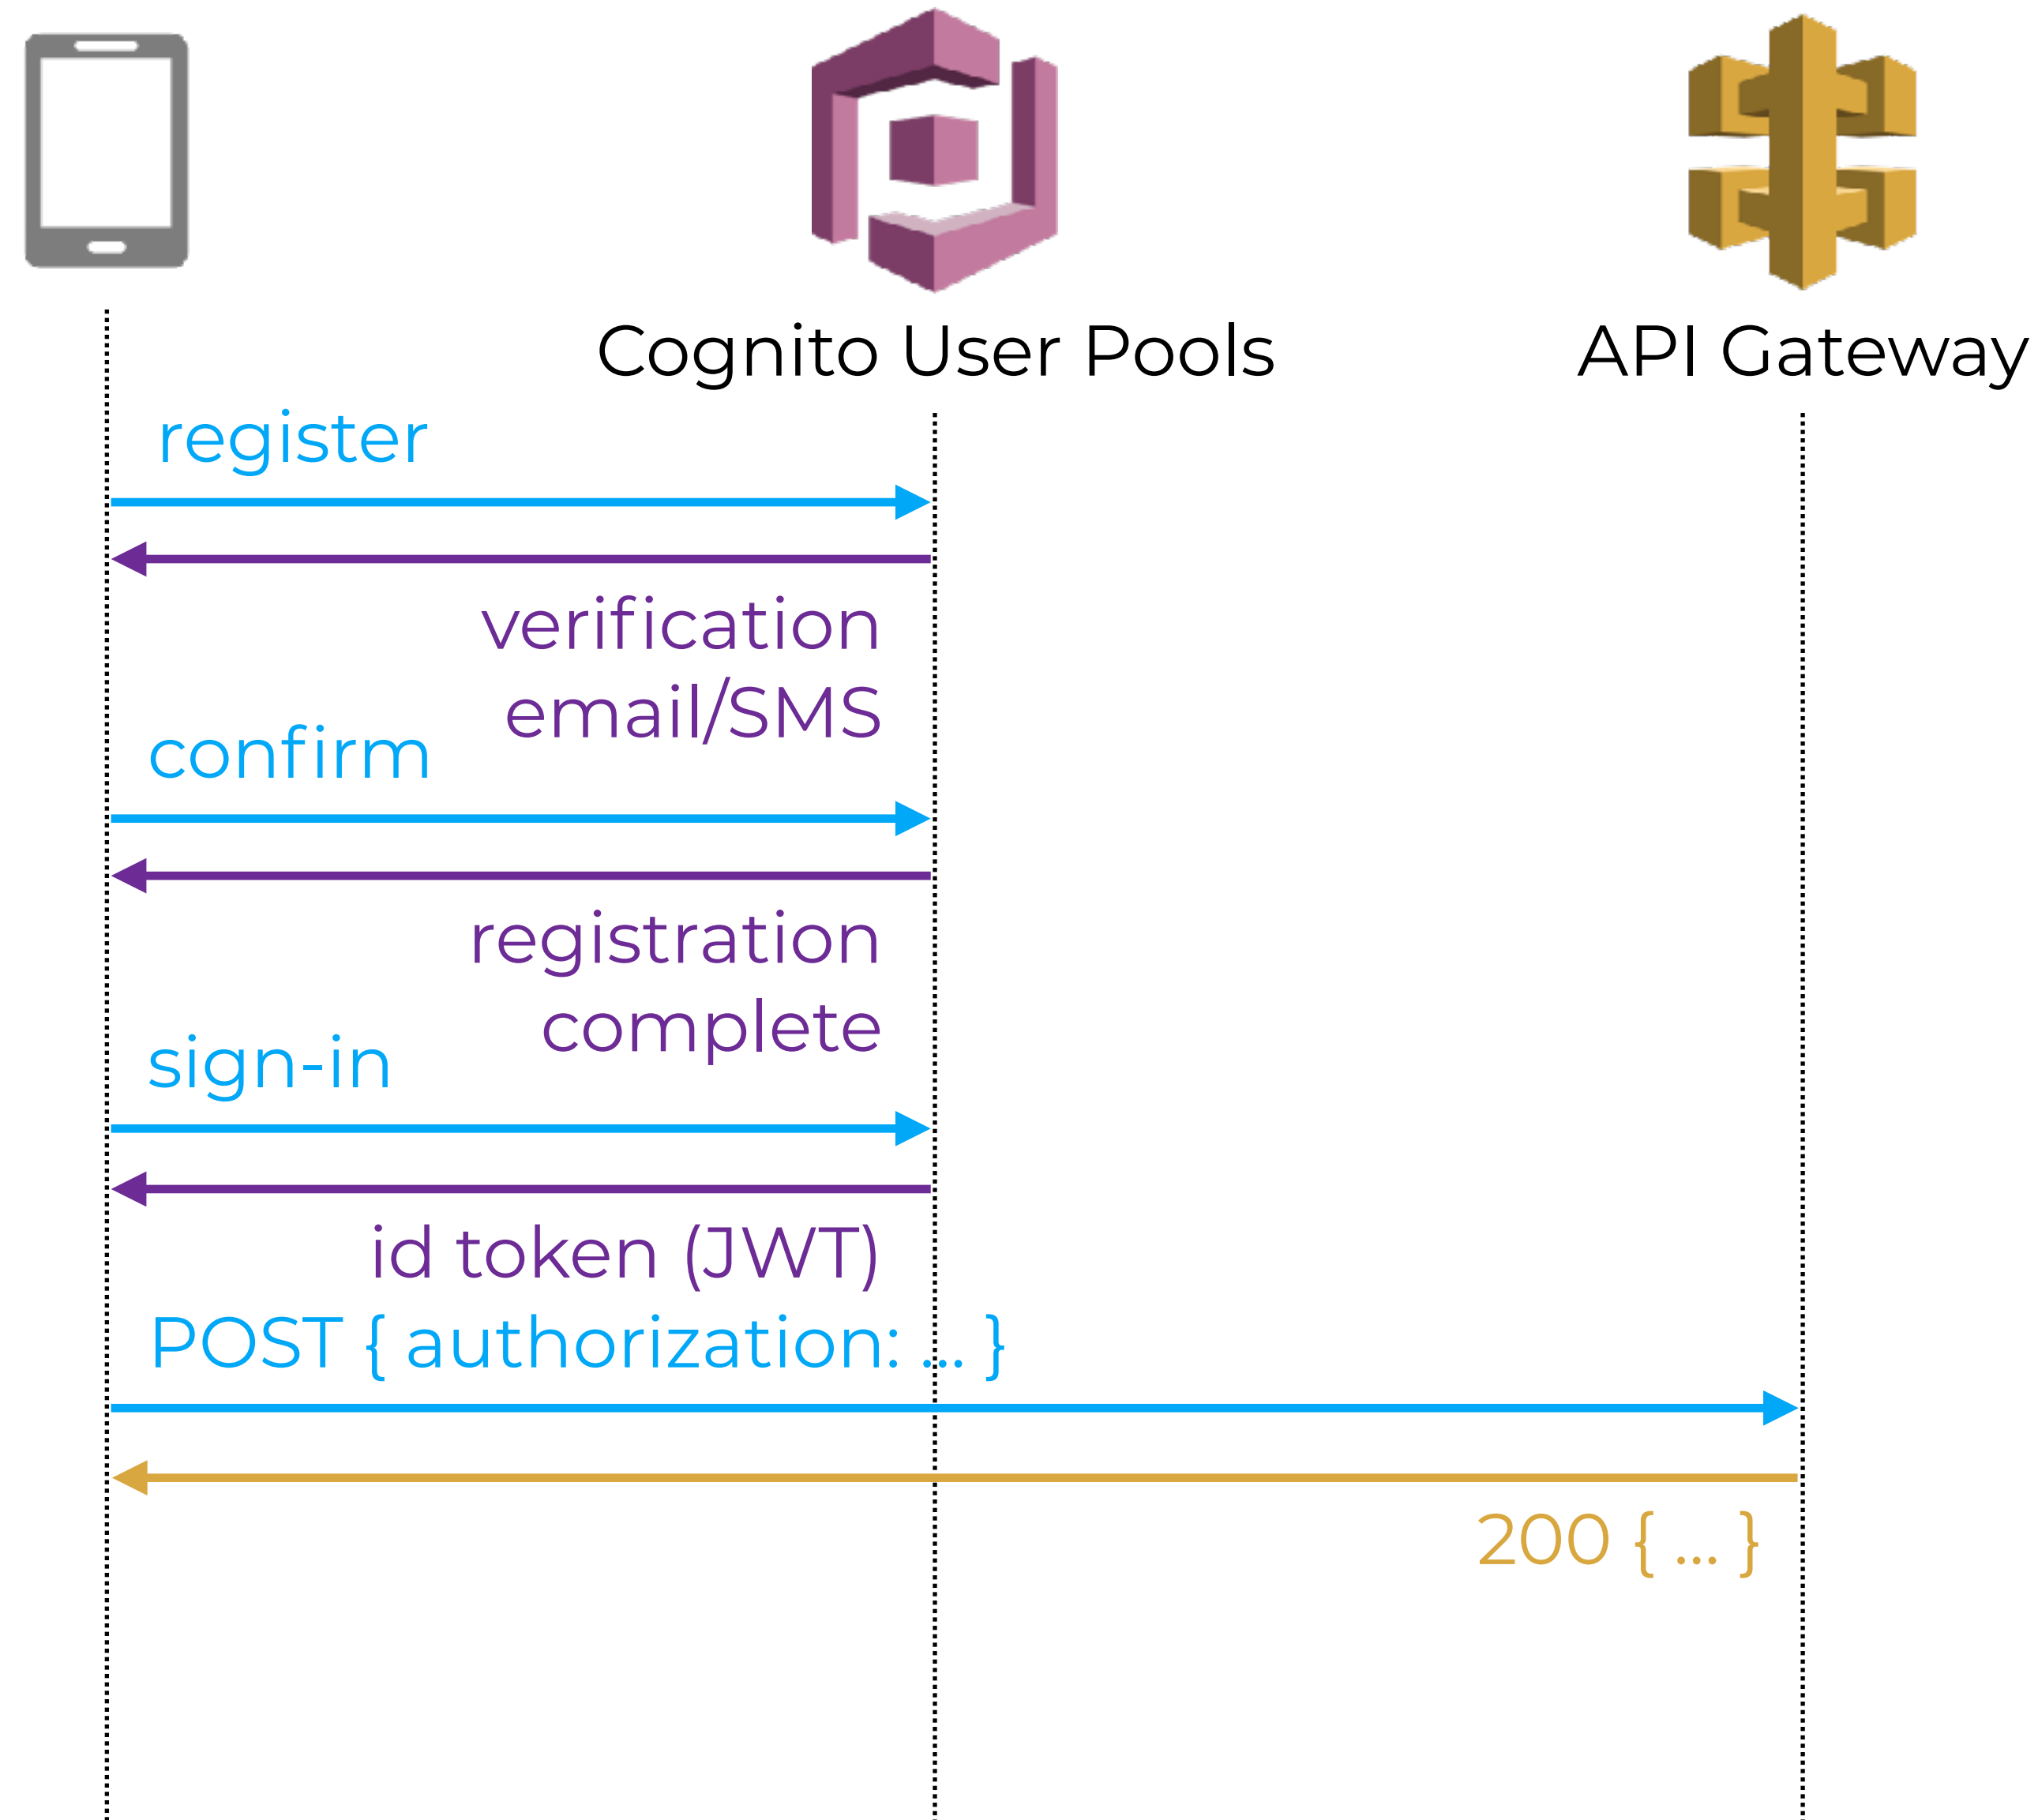 Cognito User Pools
API Gateway
register
verification
email/SMS
confirm
registration
complete
sign-in
id token (JWT)
POST { authorization: ... }
200 { ... }